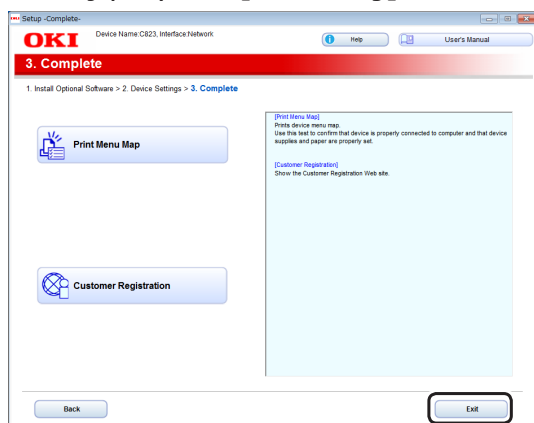 Setup -Complete-
OKI
Device Name:C823, Interface:Network
Help
User's Manual
3. Complete
1. Install Optional Software > 2. Device Settings > 3. Complete
Print Menu Map
[Print Menu Map]
Prints device menu map.
Use this test to confirm that device is properly connected to computer and that device
supplies and paper are properly set.
[Customer Registration]
Show the Customer Registration Web site.
Customer Registration
Back
Exit